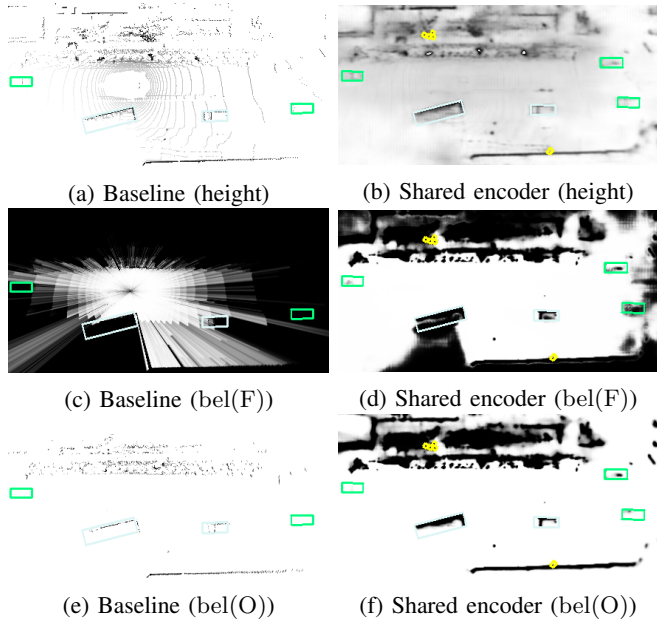 (a) Baseline (height)
(b) Shared encoder (height)
(c) Baseline (bel(F))
(d) Shared encoder (bel(F))
(e) Baseline (bel(O))
(f) Shared encoder (bel(O))